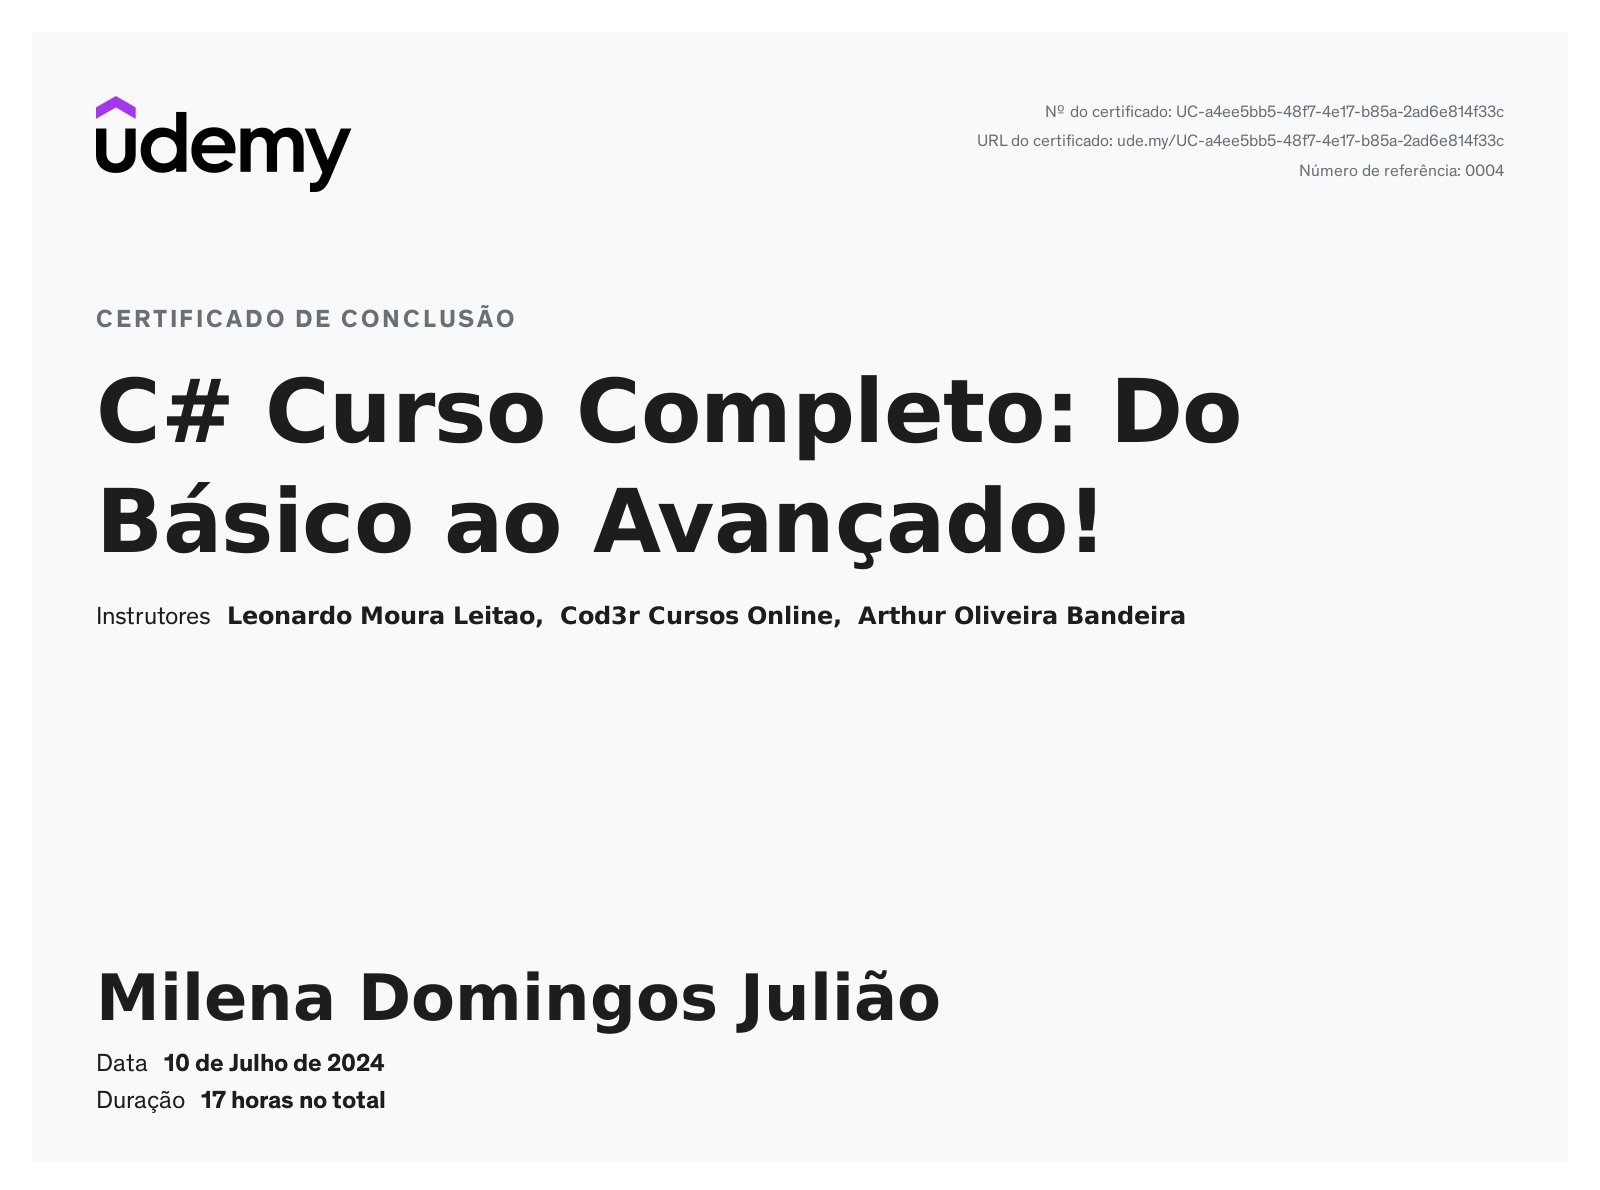 udemy
Nº do certificado: UC-a4ee5bb5-48f7-4e17-b85a-2ad6e814f33c
URL do certificado: ude.my/UC-a4ee5bb5-48f7-4e17-b85a-2ad6e814f33c
Número de referência: 0004
CERTIFICADO DE CONCLUSÃO
C# Curso Completo: Do
Básico ao Avançado!
Instrutores Leonardo Moura Leitao, Cod3r Cursos Online, Arthur Oliveira Bandeira
Milena Domingos Julião
Data 10 de Julho de 2024
Duração 17 horas no total